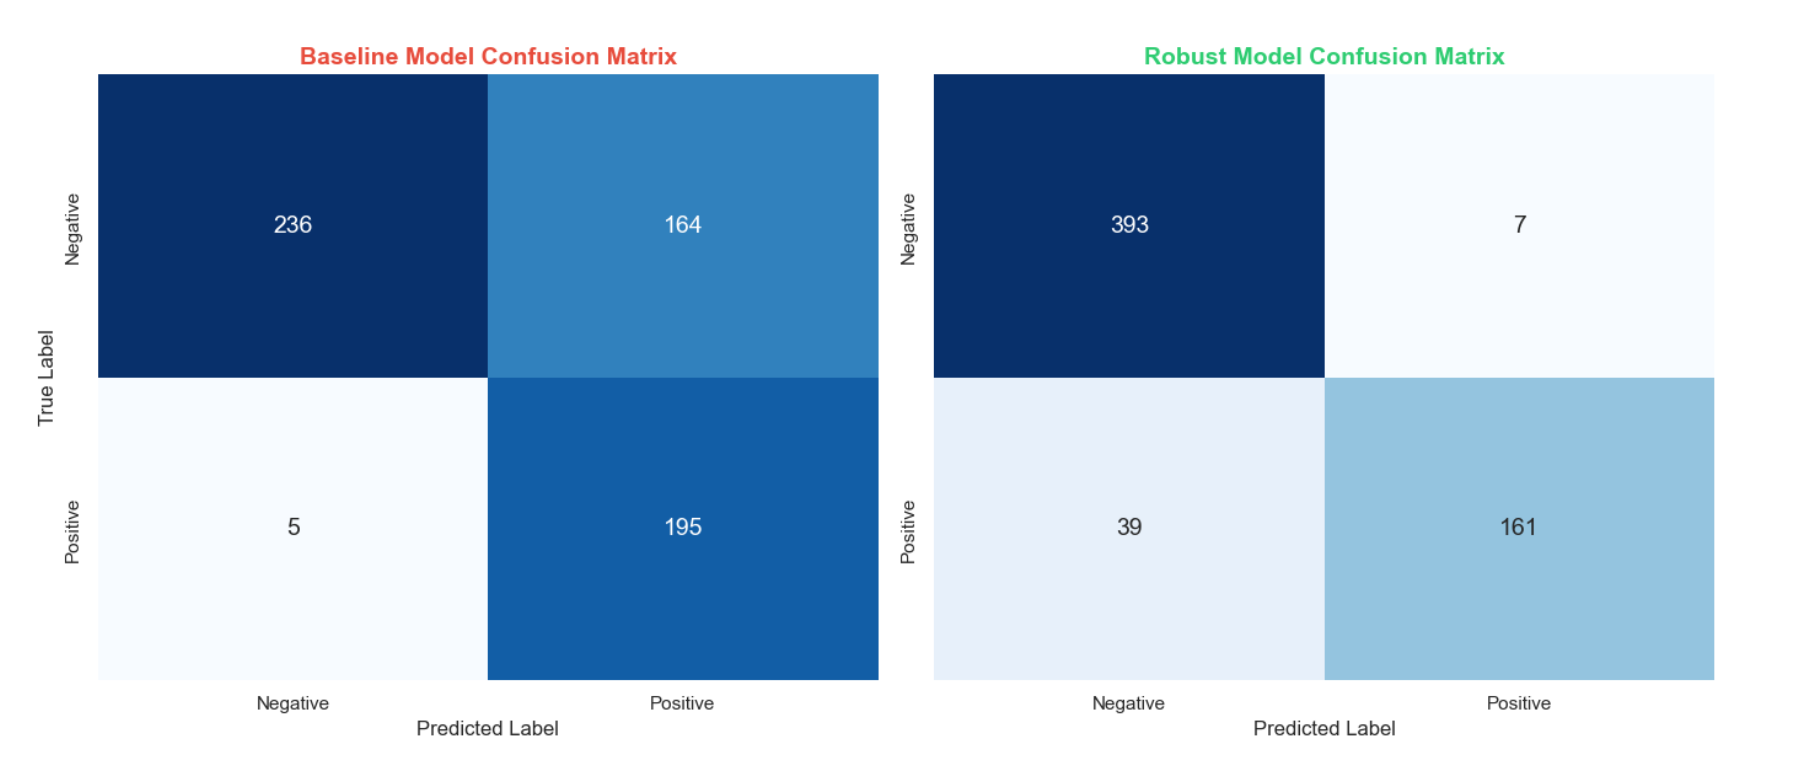 Baseline Model Confusion Matrix
True Label
Negative
236
164
Positive
5
195
Negative
Positive
Predicted Label
Robust Model Confusion Matrix
Negative
393
7
Positive
39
161
Negative
Positive
Predicted Label